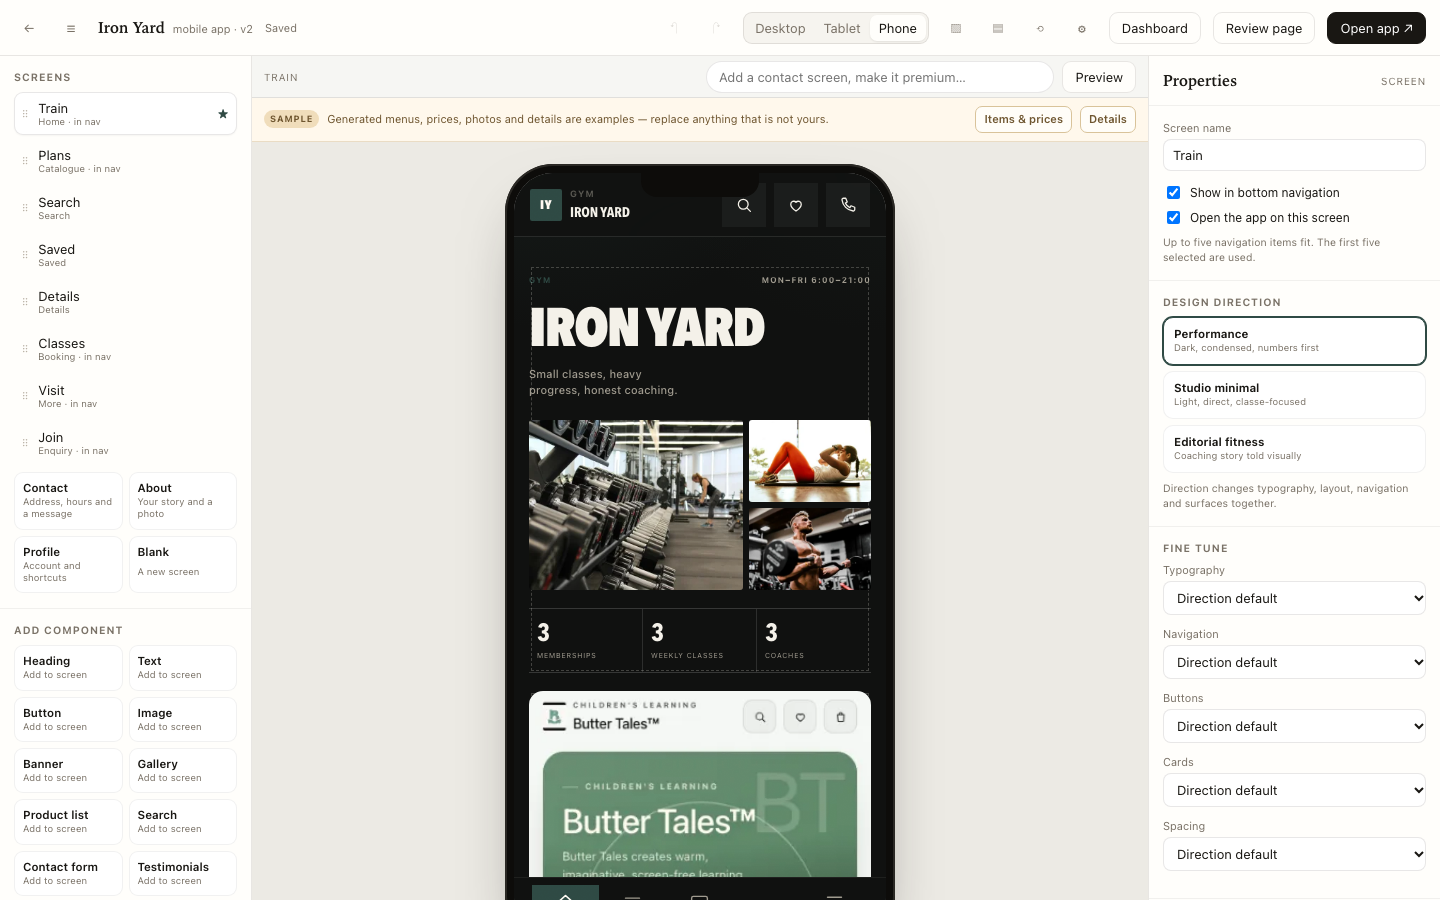 Iron Yard mobile app · v2 Saved
Desktop Tablet Phone
Dashboard Review page Open app ↗
SCREENS
Train
Home · in nav
Plans
Catalogue · in nav
Search
Search
Saved
Saved
Details
Details
Classes
Booking · in nav
Visit
More · in nav
Join
Enquiry · in nav
Contact
Address, hours and
a message
About
Your story and a
photo
Profile
Account and
shortcuts
Blank
A new screen
ADD COMPONENT
Heading
Add to screen
Text
Add to screen
Button
Add to screen
Image
Add to screen
Banner
Add to screen
Gallery
Add to screen
Product list
Add to screen
Search
Add to screen
Contact form
Add to screen
Testimonials
Add to screen
TRAIN
Add a contact screen, make it premium...
Preview
SAMPLE Generated menus, prices, photos and details are examples — replace anything that is not yours.
Items & prices Details
IY
GYM
IRON YARD
GYM
MON–FRI 6:00–21:00
IRON YARD
Small classes, heavy
progress, honest coaching.
3
MEMBERSHIPS
3
WEEKLY CLASSES
3
COACHES
CHILDREN'S LEARNING
Butter Tales™
BT
CHILDREN'S LEARNING
Butter Tales™
Butter Tales creates warm,
imaginative, screen-free learning
Properties SCREEN
Screen name
Train
Show in bottom navigation
Open the app on this screen
Up to five navigation items fit. The first five
selected are used.
DESIGN DIRECTION
Performance
Dark, condensed, numbers first
Studio minimal
Light, direct, classe-focused
Editorial fitness
Coaching story told visually
Direction changes typography, layout, navigation
and surfaces together.
FINE TUNE
Typography
Direction default
Navigation
Direction default
Buttons
Direction default
Cards
Direction default
Spacing
Direction default